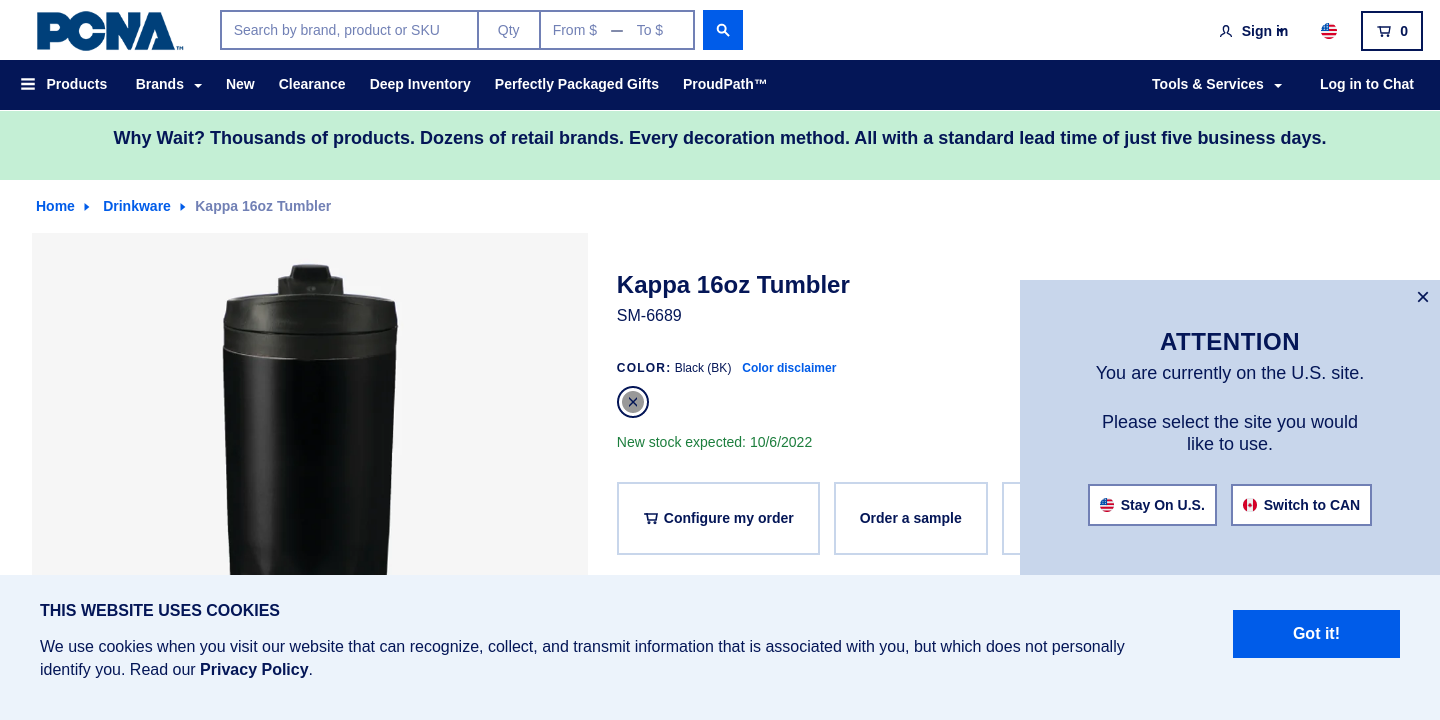 PCNA™
Search by brand, product or SKU
Qty
From $ — To $
Sign in
0
Products
Brands
New
Clearance
Deep Inventory
Perfectly Packaged Gifts
ProudPath™
Tools & Services
Log in to Chat
Why Wait? Thousands of products. Dozens of retail brands. Every decoration method. All with a standard lead time of just five business days.
Home
Drinkware
Kappa 16oz Tumbler
Kappa 16oz Tumbler
SM-6689
COLOR: Black (BK) Color disclaimer
New stock expected: 10/6/2022
Configure my order
Order a sample
×
ATTENTION
You are currently on the U.S. site.
Please select the site you would
like to use.
Stay On U.S.
Switch to CAN
THIS WEBSITE USES COOKIES
We use cookies when you visit our website that can recognize, collect, and transmit information that is associated with you, but which does not personally
identify you. Read our Privacy Policy.
Got it!